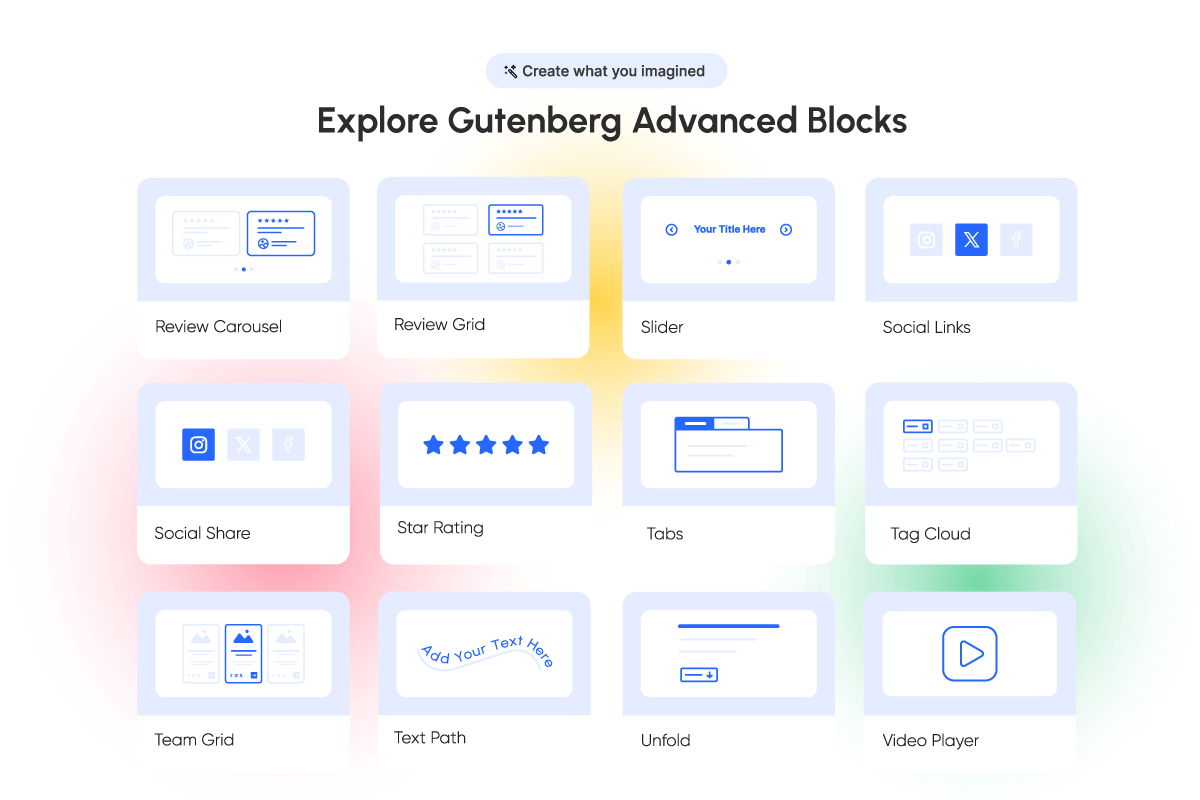 Create what you imagined
Explore Gutenberg Advanced Blocks
Your Title Here
Review Carousel
Review Grid
Slider
Social Links
Social Share
Star Rating
Tabs
Tag Cloud
Add Your Text Here
Team Grid
Text Path
Unfold
Video Player